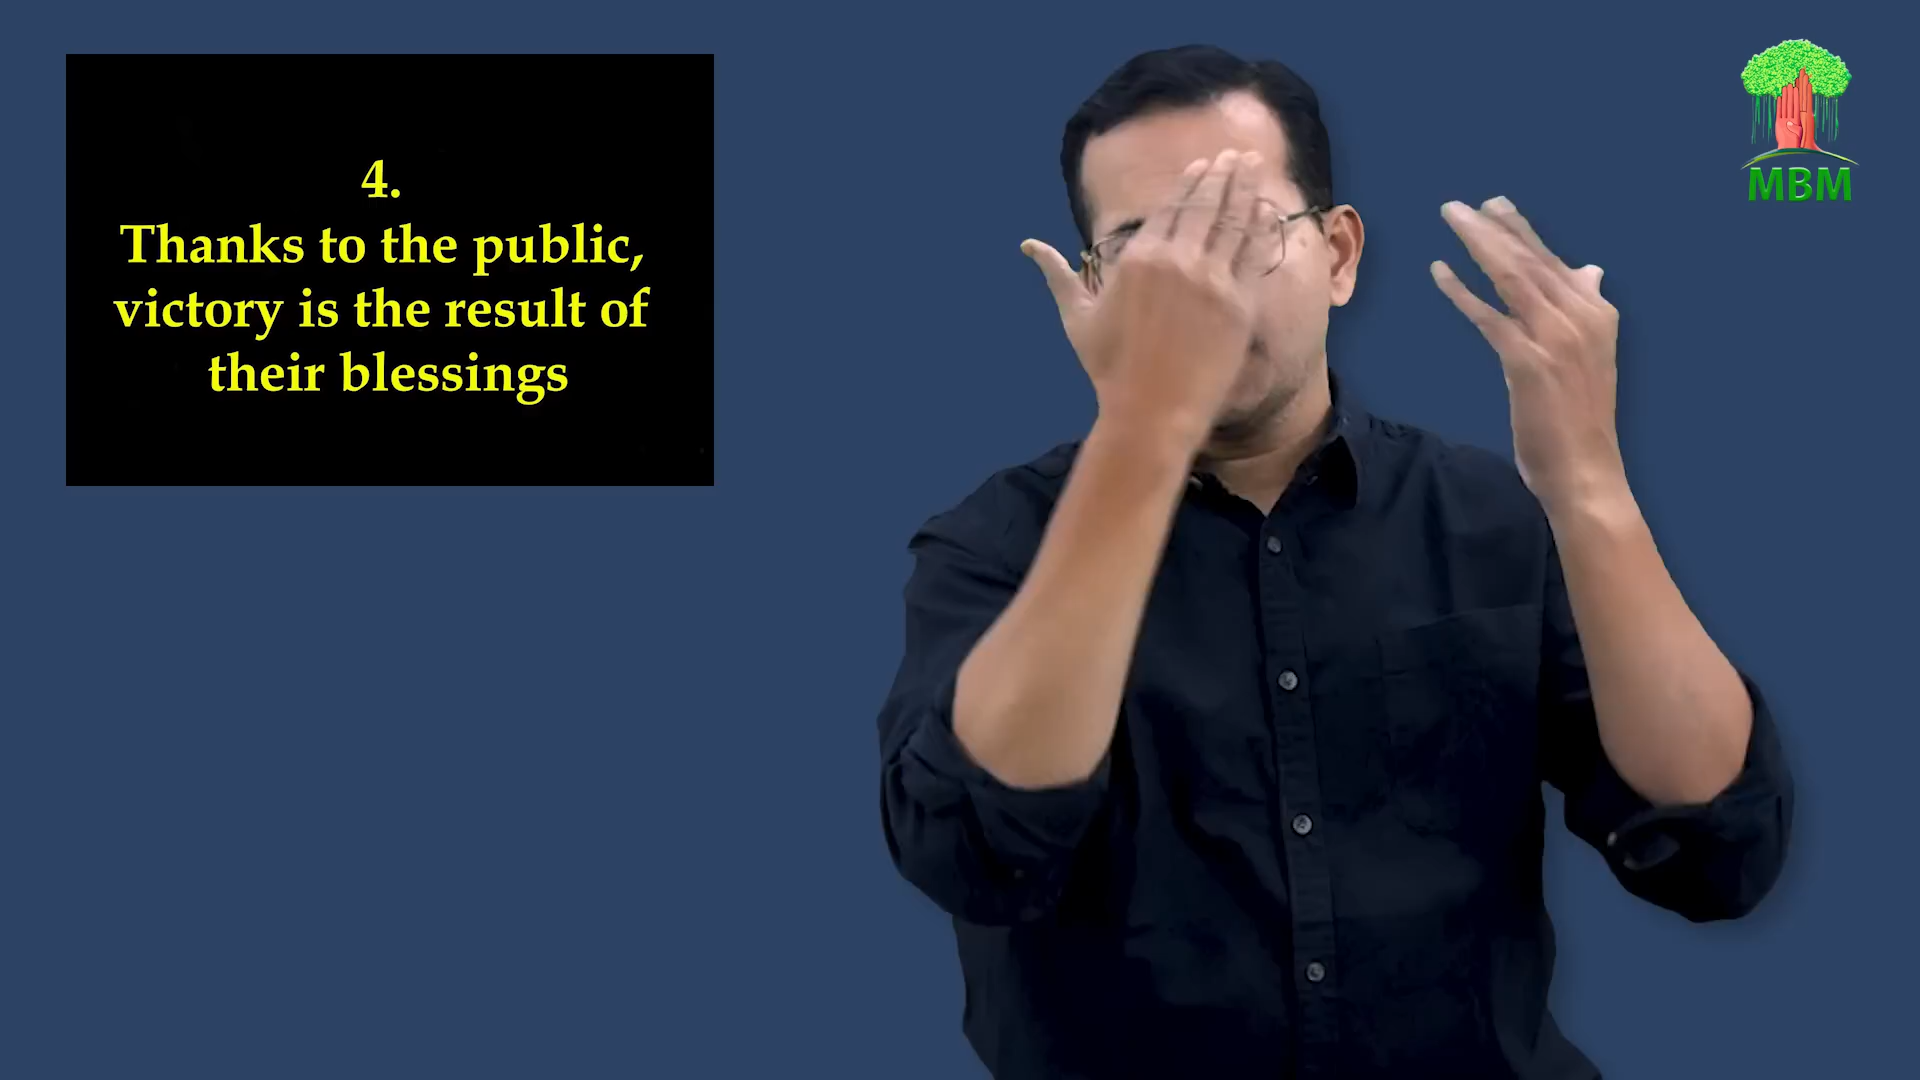 4.
Thanks to the public,
victory is the result of
their blessings
MBM